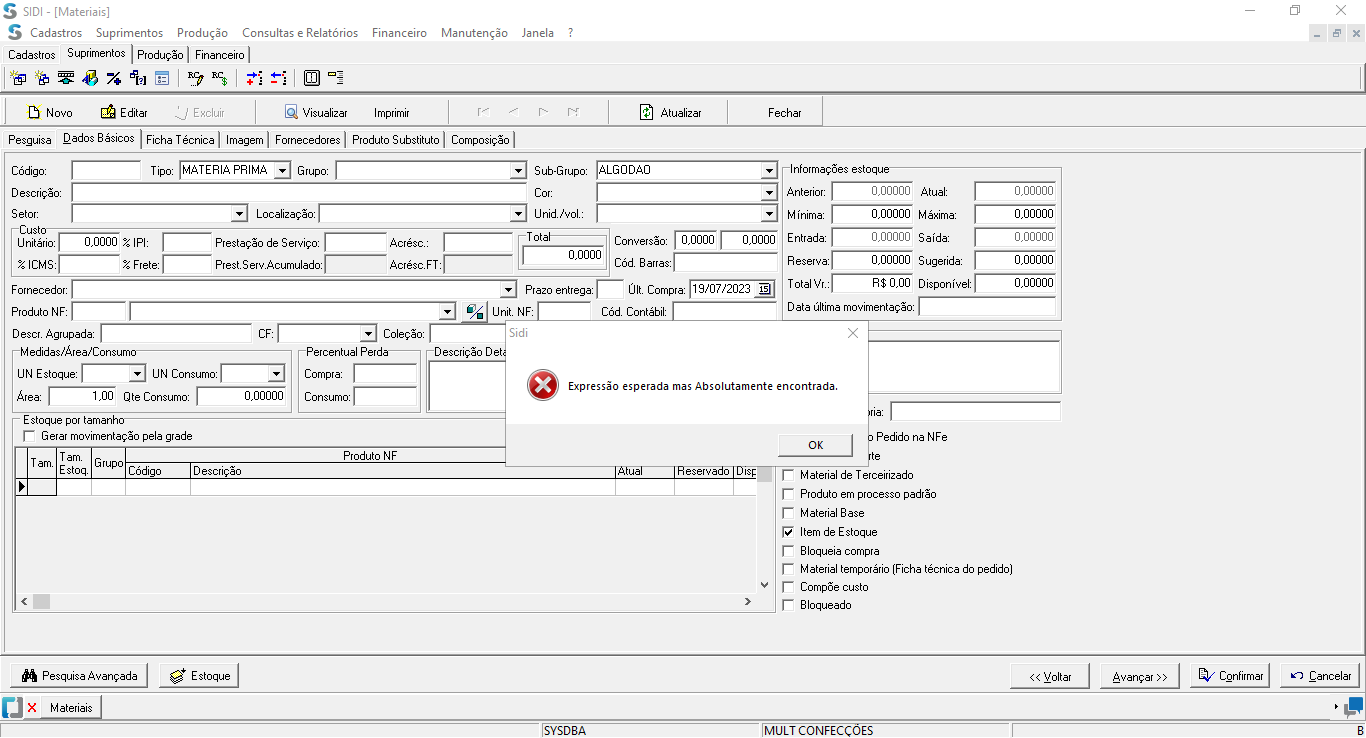 SIDI - [Materiais]
Cadastros Suprimentos Produção Consultas e Relatórios Financeiro Manutenção Janela ?
Cadastros Suprimentos Produção Financeiro
Novo Editar Excluir Visualizar Imprimir Atualizar Fechar
Pesquisa Dados Básicos Ficha Técnica Imagem Fornecedores Produto Substituto Composição
Código: Tipo: MATERIA PRIMA Grupo: Sub-Grupo: ALGODAO Informações estoque
Descrição: Cor: Anterior: 0,00000 Atual: 0,00000
Setor: Localização: Unid./vol.: Mínima: 0,00000 Máxima: 0,00000
Custo Total
Unitário: 0,0000 % IPI: Prestação de Serviço: Acrésc.: 0,0000 Conversão: 0,0000 0,0000 Entrada: 0,00000 Saída: 0,00000
% ICMS: % Frete: Prest.Serv.Acumulado: Acrésc.FT: Cód. Barras: Reserva: 0,00000 Sugerida: 0,00000
Fornecedor: Prazo entrega: Últ. Compra: 19/07/2023 15 Total Vr.: R$ 0,00 Disponível: 0,00000
Produto NF: Unit. NF: Cód. Contábil: Data última movimentação:
Descr. Agrupada: CF: Coleção:
Sidi
Expressão esperada mas Absolutamente encontrada.
OK
Medidas/Área/Consumo Percentual Perda Descrição Deta
UN Estoque: UN Consumo: Compra:
Área: 1,00 Qte Consumo: 0,00000 Consumo:
ria:
Estoque por tamanho
Gerar movimentação pela grade
Pedido na NFe
rte
Tam. Tam. Estoq. Grupo Produto NF
Código Descrição Atual Reservado Disp
Material de Terceirizado
Produto em processo padrão
Material Base
Item de Estoque
Bloqueia compra
Material temporário (Ficha técnica do pedido)
Compõe custo
Bloqueado
Pesquisa Avançada Estoque << Voltar Avançar >> Confirmar Cancelar
Materiais
SYSDBA MULT CONFECÇÕES B